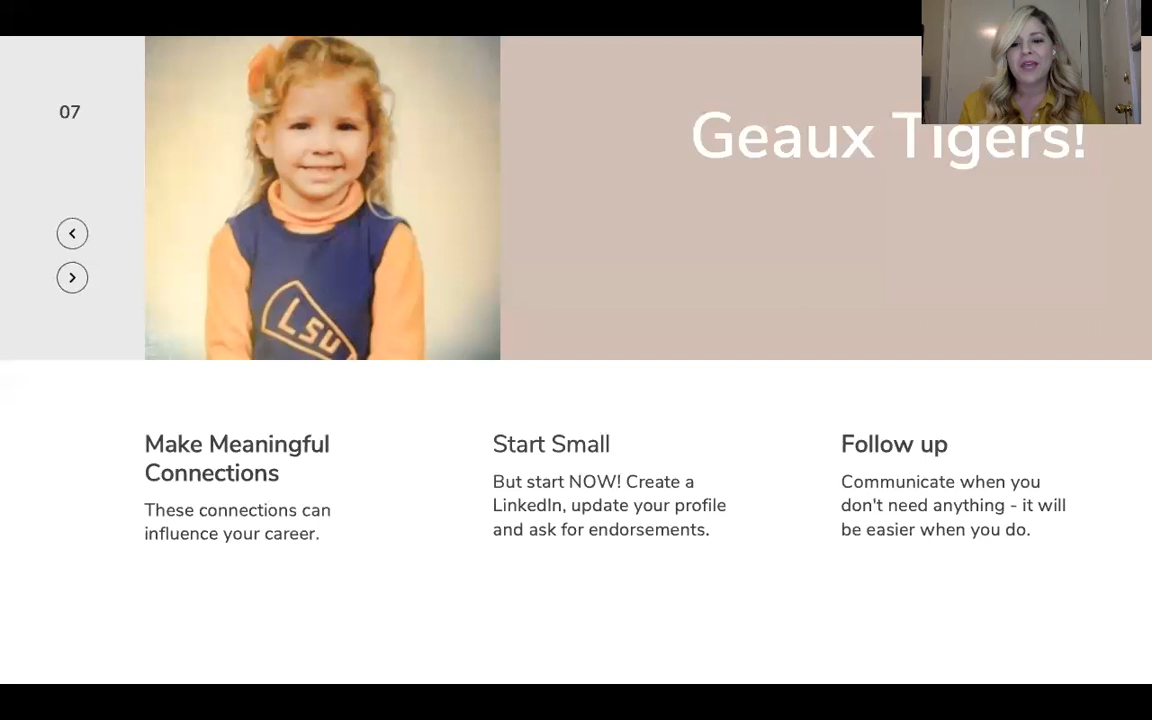 07
Geaux Tigers!
LSU
Make Meaningful
Connections
These connections can
influence your career.
Start Small
But start NOW! Create a
LinkedIn, update your profile
and ask for endorsements.
Follow up
Communicate when you
don't need anything - it will
be easier when you do.